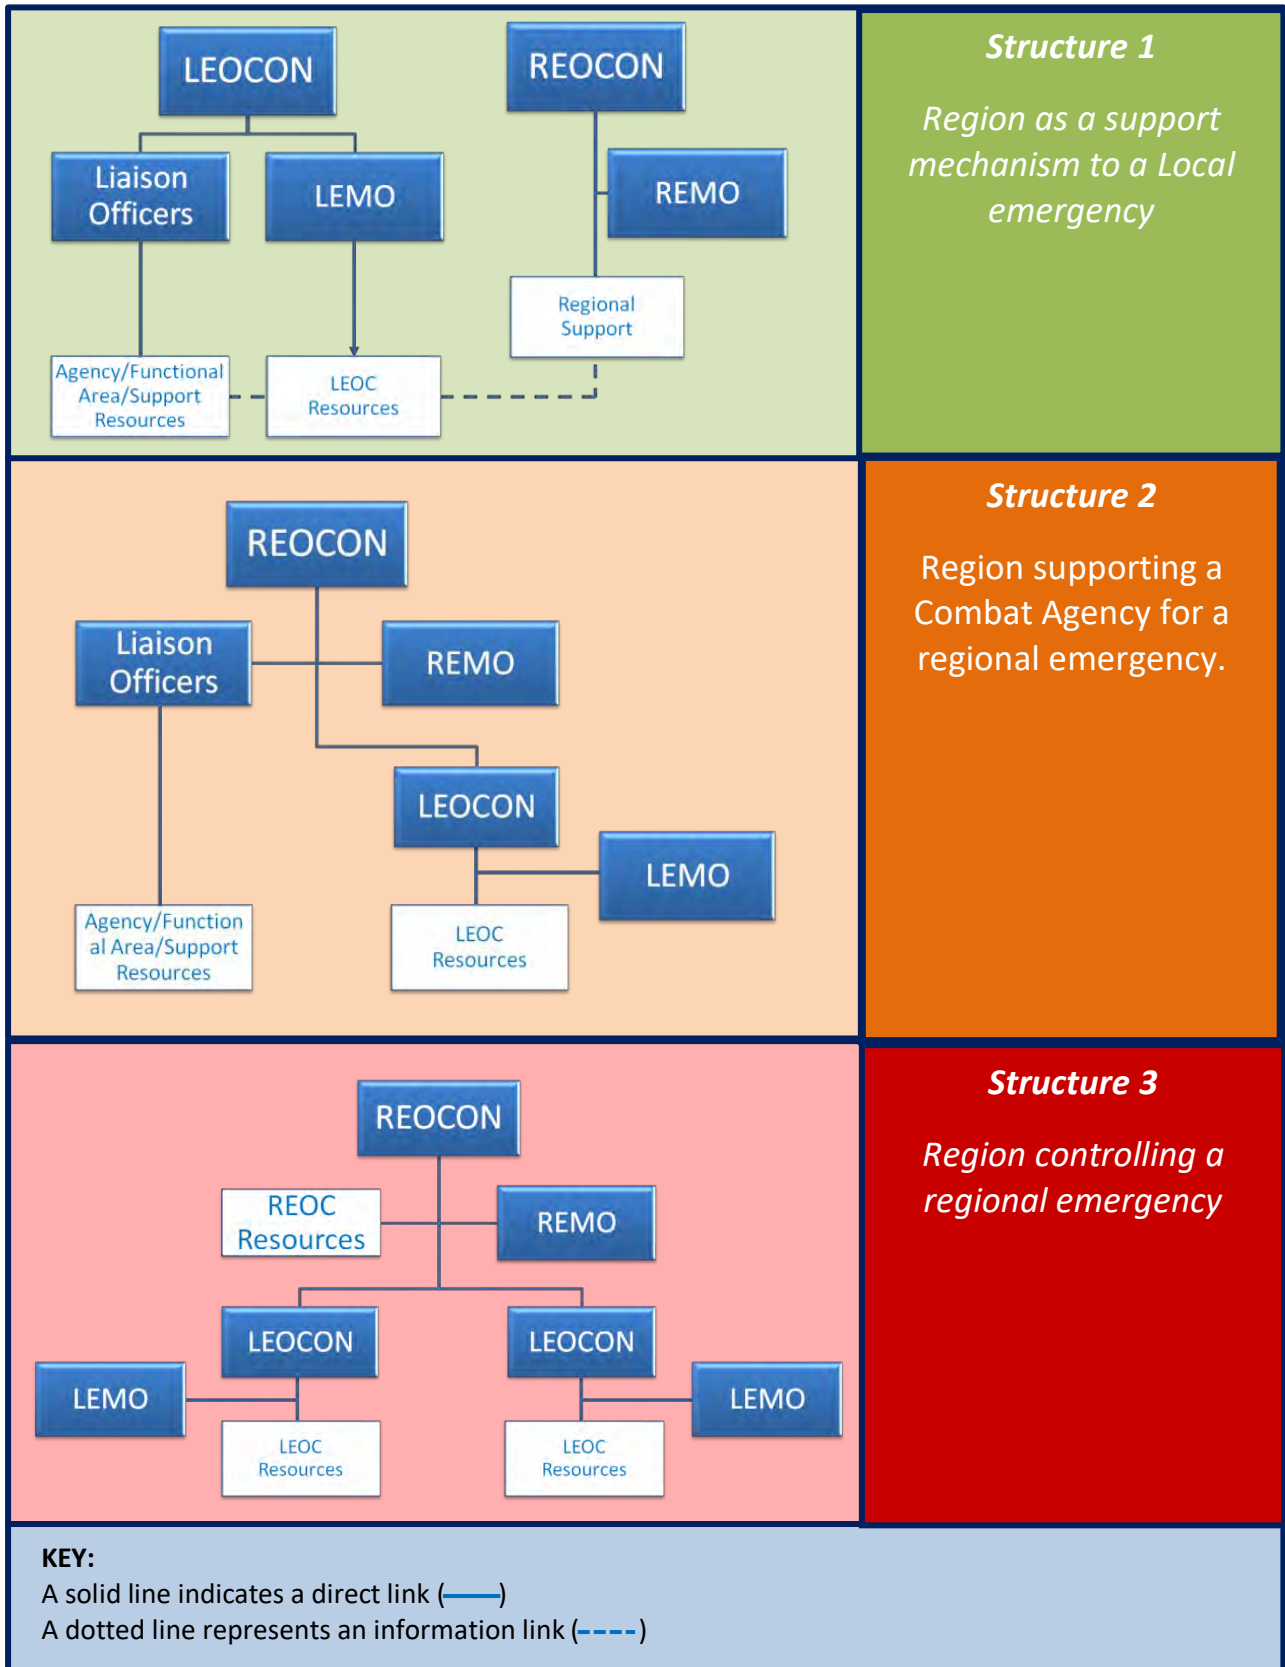 LEOCON
REOCON
Liaison
Officers
LEMO
REMO
Regional
Support
Agency/Functional
Area/Support
Resources
LEOC
Resources
Structure 1
Region as a support
mechanism to a Local
emergency
REOCON
Liaison
Officers
REMO
LEOCON
LEMO
Agency/Function
al Area/Support
Resources
LEOC
Resources
Structure 2
Region supporting a
Combat Agency for a
regional emergency.
REOCON
REOC
Resources
REMO
LEOCON
LEOCON
LEMO
LEMO
LEOC
Resources
LEOC
Resources
Structure 3
Region controlling a
regional emergency
KEY:
A solid line indicates a direct link (——)
A dotted line represents an information link (----)